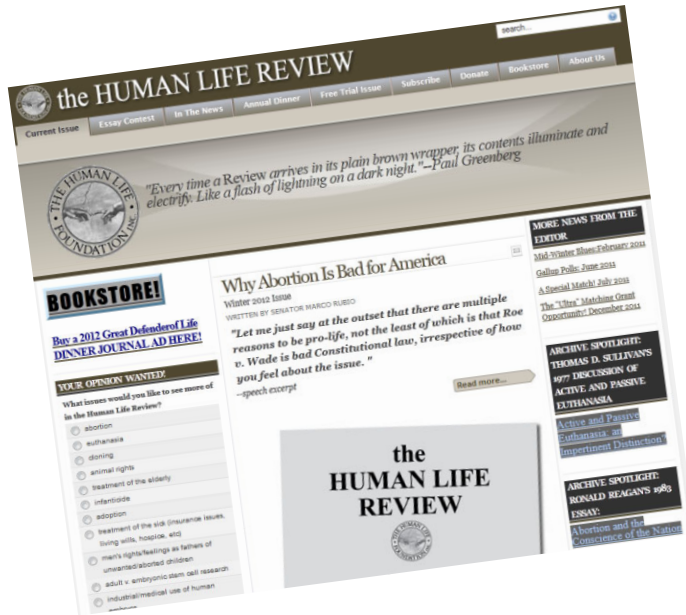 search...
the HUMAN LIFE REVIEW
Current Issue
Essay Contest
In The News
Annual Dinner
Free Trial Issue
Subscribe
Donate
Bookstore
About Us
THE HUMAN LIFE
FOUNDATION INC.
"Every time a Review arrives in its plain brown wrapper, its contents illuminate and
electrify. Like a flash of lightning on a dark night."--Paul Greenberg
BOOKSTORE!
Buy a 2012 Great Defender of Life
DINNER JOURNAL AD HERE!
YOUR OPINION WANTED!
What issues would you like to see more of
in the Human Life Review?
abortion
euthanasia
cloning
animal rights
treatment of the elderly
infanticide
adoption
treatment of the sick (insurance issues,
living wills, hospice, etc)
men's rights/feelings as fathers of
unwanted/aborted children
adult v. embryonic stem cell research
industrial/medical use of human
Why Abortion Is Bad for America
Winter 2012 Issue
WRITTEN BY SENATOR MARCO RUBIO
"Let me just say at the outset that there are multiple
reasons to be pro-life, not the least of which is that Roe
v. Wade is bad Constitutional law, irrespective of how
you feel about the issue. "
--speech excerpt
Read more...
the
HUMAN LIFE
REVIEW
MORE NEWS FROM THE
EDITOR
Mid-Winter Blues:February 2011
Gallup Polls: June 2011
A Special Match! July 2011
The "Ultra" Matching Grant
Opportunity! December 2011
ARCHIVE SPOTLIGHT:
THOMAS D. SULLIVAN'S
1977 DISCUSSION OF
ACTIVE AND PASSIVE
EUTHANASIA
Active and Passive
Euthanasia: an
Impertinent Distinction?
ARCHIVE SPOTLIGHT:
RONALD REAGAN'S 1983
ESSAY:
Abortion and the
Conscience of the Nation